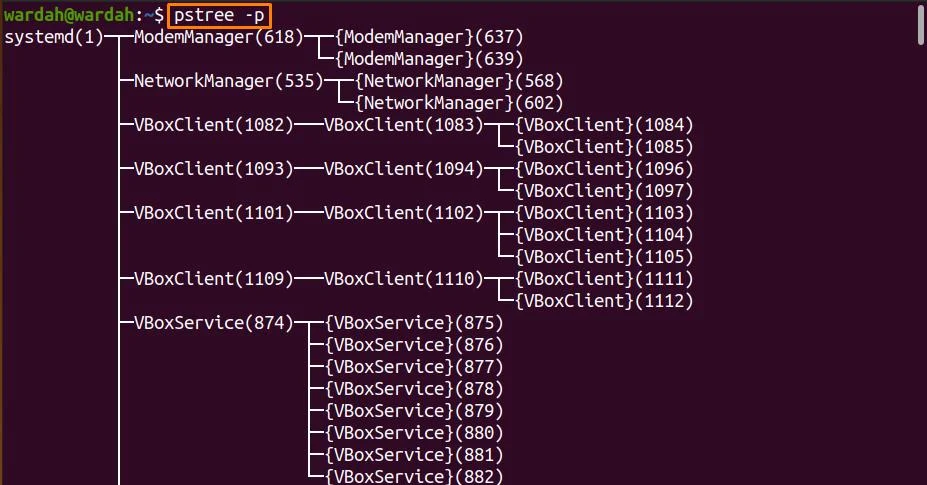 wardah@wardah:~$ pstree -p
systemd(1)─┬─ModemManager(618)─┬─{ModemManager}(637)
           │                   └─{ModemManager}(639)
           ├─NetworkManager(535)─┬─{NetworkManager}(568)
           │                     └─{NetworkManager}(602)
           ├─VBoxClient(1082)───VBoxClient(1083)─┬─{VBoxClient}(1084)
           │                                     └─{VBoxClient}(1085)
           ├─VBoxClient(1093)───VBoxClient(1094)─┬─{VBoxClient}(1096)
           │                                     └─{VBoxClient}(1097)
           ├─VBoxClient(1101)───VBoxClient(1102)─┬─{VBoxClient}(1103)
           │                                     ├─{VBoxClient}(1104)
           │                                     └─{VBoxClient}(1105)
           ├─VBoxClient(1109)───VBoxClient(1110)─┬─{VBoxClient}(1111)
           │                                     └─{VBoxClient}(1112)
           ├─VBoxService(874)─┬─{VBoxService}(875)
           │                  ├─{VBoxService}(876)
           │                  ├─{VBoxService}(877)
           │                  ├─{VBoxService}(878)
           │                  ├─{VBoxService}(879)
           │                  ├─{VBoxService}(880)
           │                  ├─{VBoxService}(881)
           │                  └─{VBoxService}(882)